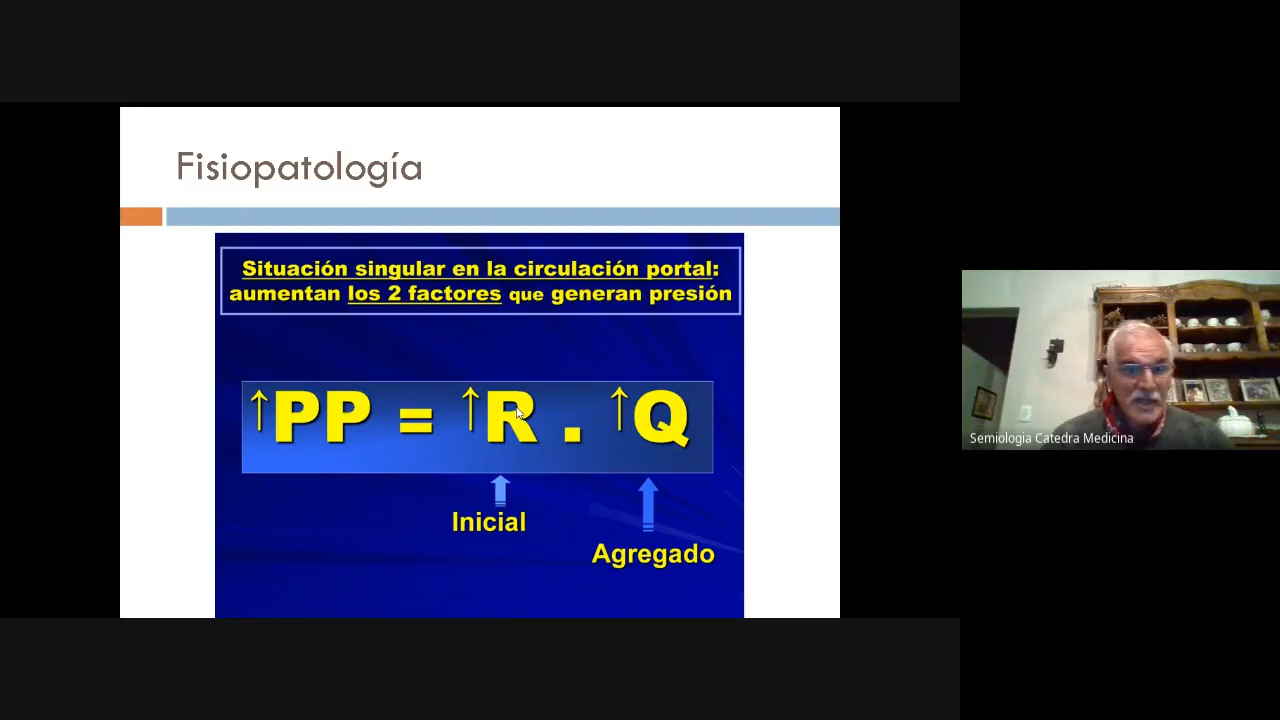 Fisiopatología
Situación singular en la circulación portal:
aumentan los 2 factores que generan presión
↑PP = ↑R . ↑Q
Inicial
Agregado
Semiologia Catedra Medicina